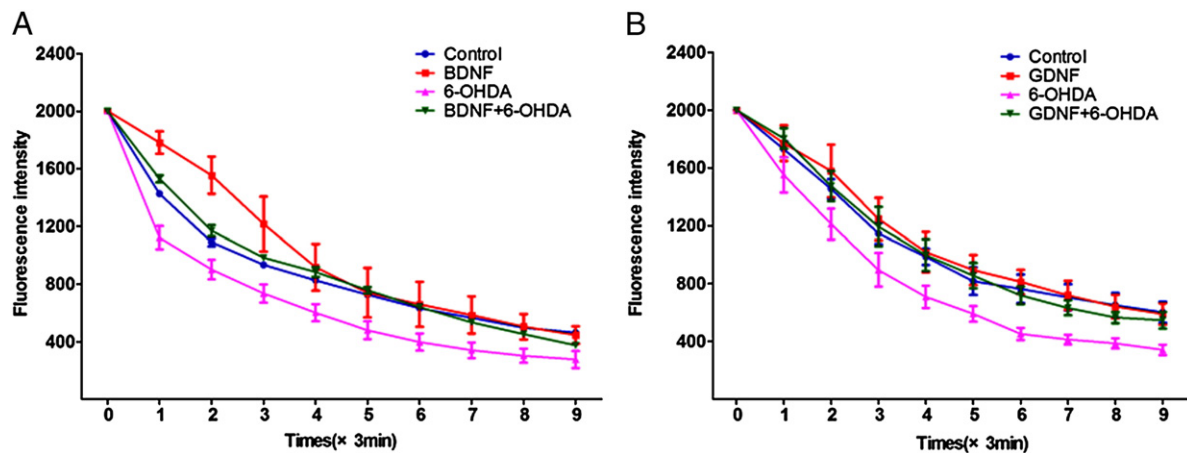 A
2400
2000
1600
1200
800
400
Fluorescence intensity
Control
BDNF
6-OHDA
BDNF+6-OHDA
0 1 2 3 4 5 6 7 8 9
Times(× 3min)
B
2400
2000
1600
1200
800
400
Fluorescence intensity
Control
GDNF
6-OHDA
GDNF+6-OHDA
0 1 2 3 4 5 6 7 8 9
Times(× 3min)